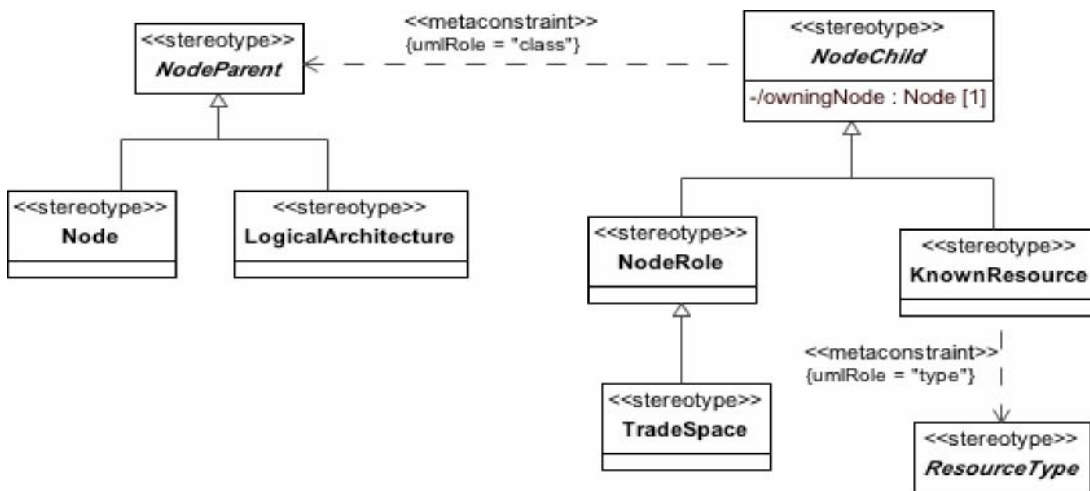 <<metaconstraint>>
{umlRole = "class"}
<<stereotype>>
NodeParent
<<stereotype>>
NodeChild
-/owningNode : Node [1]
<<stereotype>>
Node
<<stereotype>>
LogicalArchitecture
<<stereotype>>
NodeRole
<<stereotype>>
KnownResource
<<metaconstraint>>
{umlRole = "type"}
<<stereotype>>
TradeSpace
<<stereotype>>
ResourceType